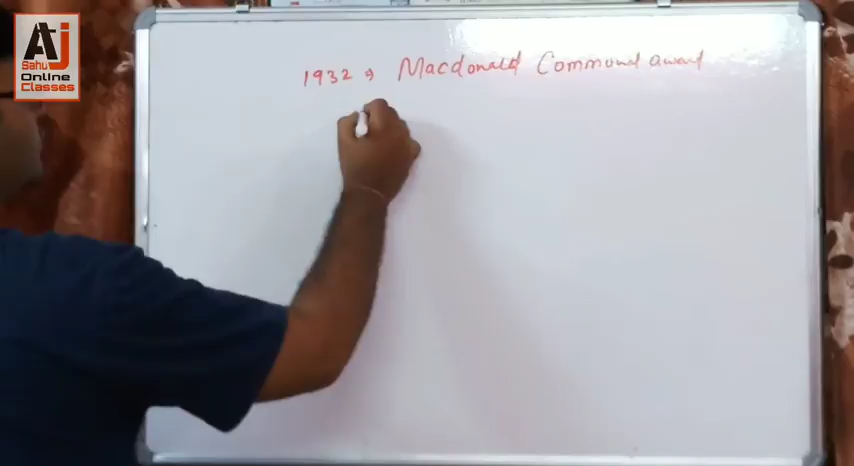 AJ
Sahu
Online
Classes
1932 → Macdonald Communal award